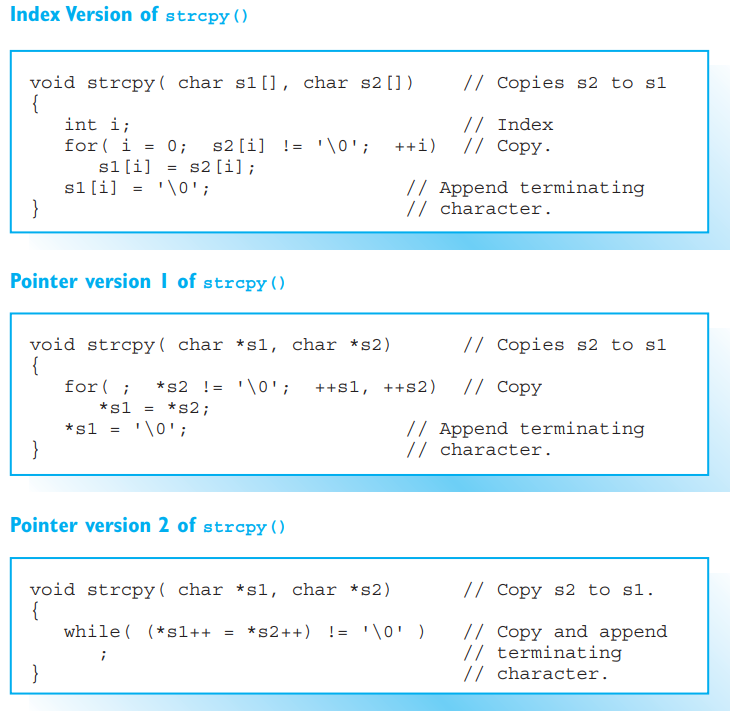 Index Version of strcpy()
void strcpy( char s1[], char s2[]) // Copies s2 to s1
{
int i; // Index
for( i = 0; s2[i] != '\0'; ++i) // Copy.
s1[i] = s2[i];
s1[i] = '\0'; // Append terminating
} // character.
Pointer version 1 of strcpy()
void strcpy( char *s1, char *s2) // Copies s2 to s1
{
for( ; *s2 != '\0'; ++s1, ++s2) // Copy
*s1 = *s2;
*s1 = '\0'; // Append terminating
} // character.
Pointer version 2 of strcpy()
void strcpy( char *s1, char *s2) // Copy s2 to s1.
{
while( (*s1++ = *s2++) != '\0' ) // Copy and append
; // terminating
} // character.